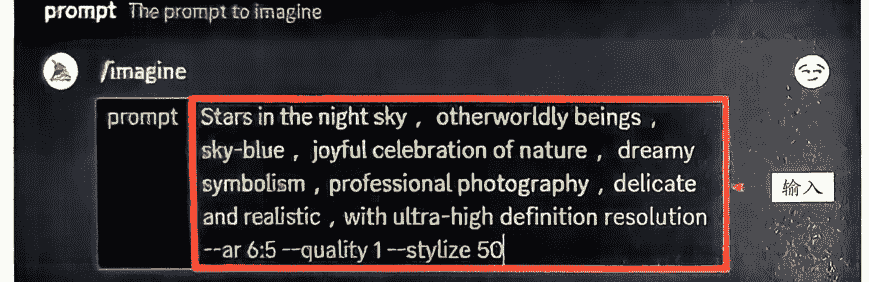 prompt The prompt to imagine
/imagine
prompt Stars in the night sky , otherworldly beings ,
sky-blue , joyful celebration of nature , dreamy
symbolism , professional photography , delicate
and realistic , with ultra-high definition resolution
--ar 6:5 --quality 1 --stylize 50
输入